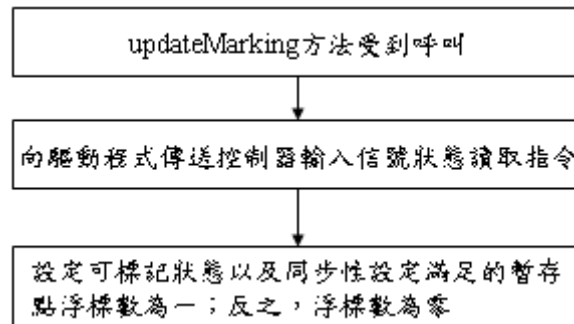 updateMarking方法受到呼叫
向驅動程式傳送控制器輸入信號狀態讀取指令
設定可標記狀態以及同步性設定滿足的暫存
點浮標數為一；反之，浮標數為零